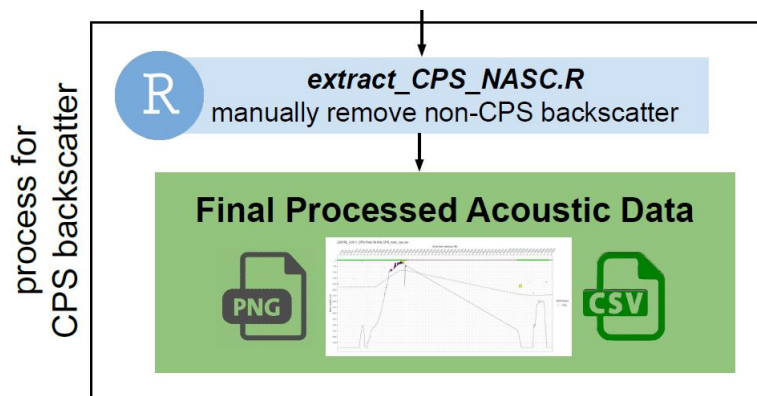 process for
CPS backscatter
R
extract_CPS_NASC.R
manually remove non-CPS backscatter
Final Processed Acoustic Data
PNG
CSV